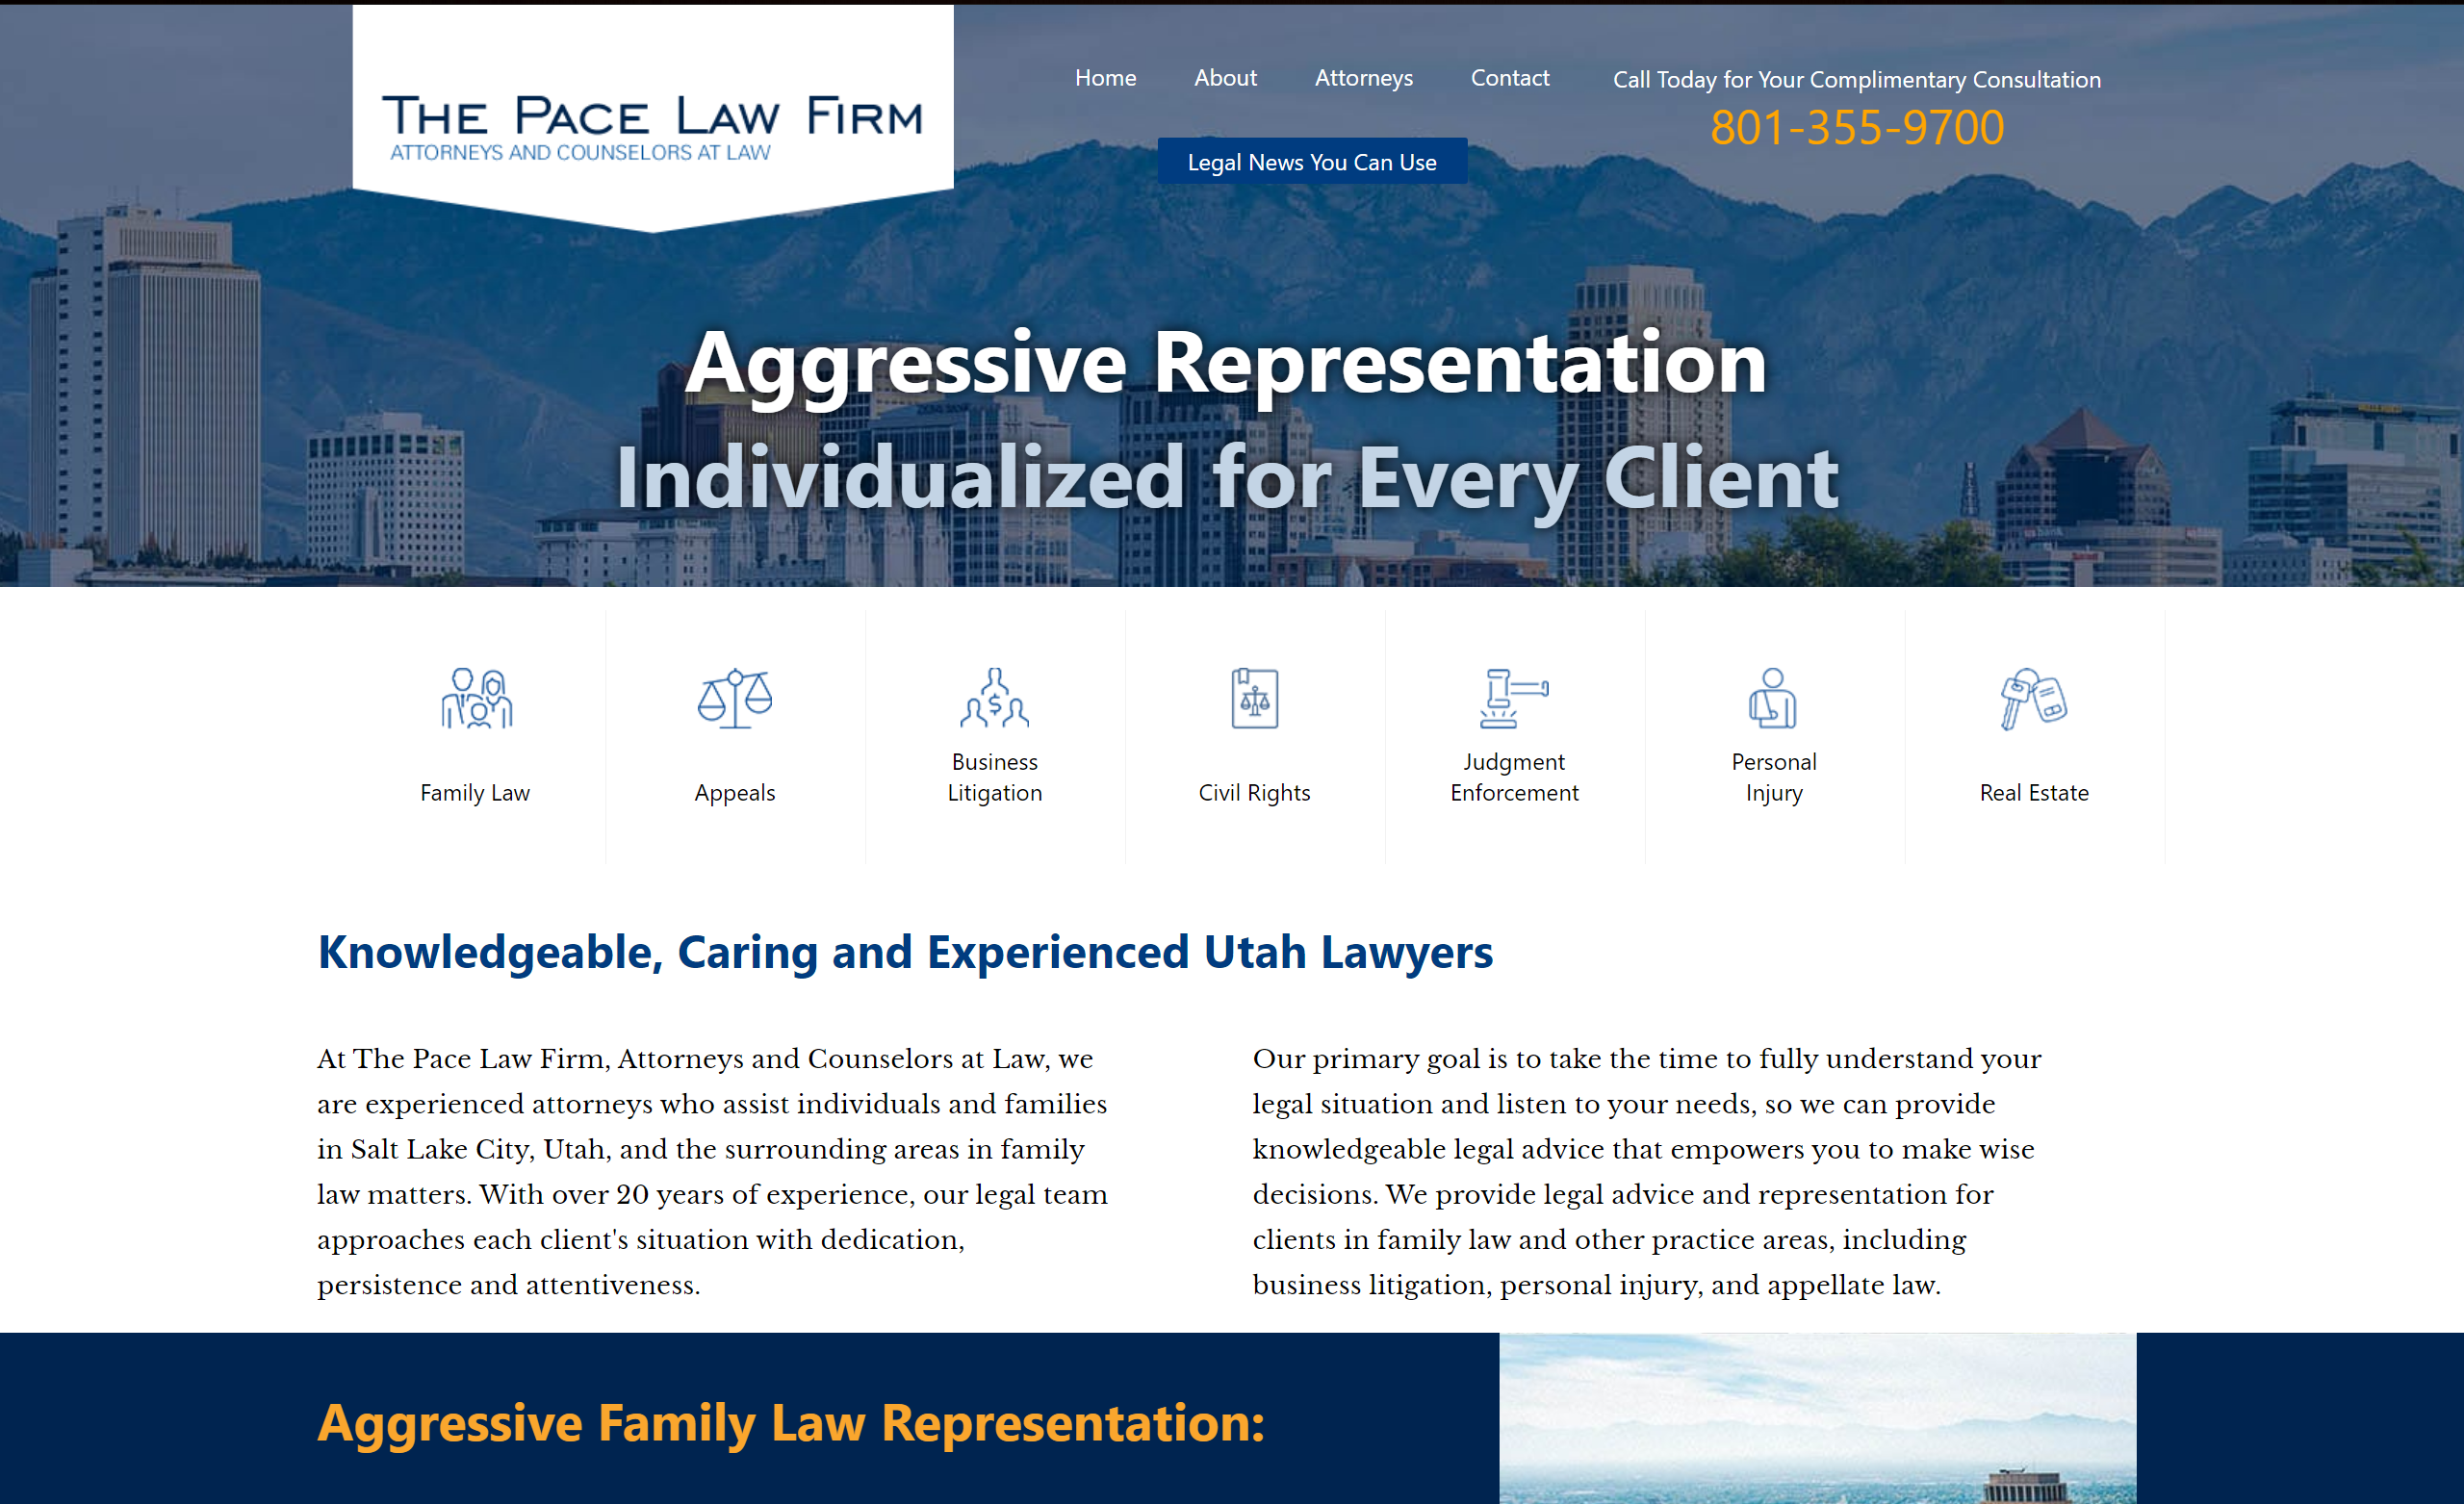 THE PACE LAW FIRM
ATTORNEYS AND COUNSELORS AT LAW
Home
About
Attorneys
Contact
Legal News You Can Use
Call Today for Your Complimentary Consultation
801-355-9700
Aggressive Representation
Individualized for Every Client
Family Law
Appeals
Business
Litigation
Civil Rights
Judgment
Enforcement
Personal
Injury
Real Estate
Knowledgeable, Caring and Experienced Utah Lawyers
At The Pace Law Firm, Attorneys and Counselors at Law, we
are experienced attorneys who assist individuals and families
in Salt Lake City, Utah, and the surrounding areas in family
law matters. With over 20 years of experience, our legal team
approaches each client's situation with dedication,
persistence and attentiveness.
Our primary goal is to take the time to fully understand your
legal situation and listen to your needs, so we can provide
knowledgeable legal advice that empowers you to make wise
decisions. We provide legal advice and representation for
clients in family law and other practice areas, including
business litigation, personal injury, and appellate law.
Aggressive Family Law Representation: